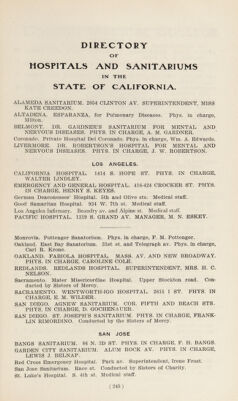 DIRECTORY
OF
HOSPITALS AND SANITARIUMS
IN THE
STATE OF CALIFORNIA.
ALAMEDA SANITARIUM. 2054 CLINTON AV. SUPERINTENDENT, MISS
KATE CREEDON.
ALTADENA. ESPARANZA, for Pulmonary Diseases. Phys. in charge,
Hilton.
BELMONT. DR. GARDNER'S SANITARIUM FOR MENTAL AND
NERVOUS DISEASES. PHYS. IN CHARGE, A. M. GARDNER.
Coronado. Private Hospital Del Coronado. Phys. in charge, Wm. A. Edwards.
LIVERMORE. DR. ROBERTSON'S HOSPITAL FOR MENTAL AND
NERVOUS DISEASES. PHYS. IN CHARGE, J. W. ROBERTSON.
LOS ANGELES.
CALIFORNIA HOSPITAL. 1414 S. HOPE ST. PHYS. IN CHARGE,
WALTER LINDLEY.
EMERGENCY AND GENERAL HOSPITAL. 416-424 CROCKER ST. PHYS.
IN CHARGE, HENRY S. KEYES.
German Deaconesses' Hospital. 5th and Olive sts. Medical staff.
Good Samaritan Hospital. 924 W. 7th st. Medical staff.
Los Angeles Infirmary. Beaudry av. and Alpine st. Medical staff.
PACIFIC HOSPITAL. 1319 S. GRAND AV. MANAGER, M. N. ESKEY.
Monrovia. Pottenger Sanitorium. Phys. in charge, F. M. Pottenger.
Oakland. East Bay Sanitarium. 31st st. and Telegraph av. Phys. in charge,
Carl R. Krone.
OAKLAND. FABIOLA HOSPITAL. MASS AV. AND NEW BROADWAY.
PHYS. IN CHARGE, CAROLINE COLE.
REDLANDS. REDLANDS HOSPITAL. SUPERINTENDENT, MRS. H. C.
NELSON.
Sacramento. Mater Misericordiae Hospital. Upper Stockton road. Con-
ducted by Sisters of Mercy.
SACRAMENTO. WENTWORTH-IGO HOSPITAL. 2611 I ST. PHYS. IN
CHARGE, E. M. WILDER.
SAN DIEGO. AGNEW SANITARIUM. COR. FIFTH AND BEACH STS.
PHYS. IN CHARGE, D. GOCHENAUER.
SAN DIEGO. ST. JOSEPH'S SANITARIUM. PHYS. IN CHARGE, FRANK-
LIN RIMORDINO. Conducted by the Sisters of Mercy.
SAN JOSE
BANGS SANITARIUM. 86 N. 2D ST. PHYS. IN CHARGE, F. H. BANGS.
GARDEN CITY SANITARIUM. ALUM ROCK AV. PHYS. IN CHARGE,
LEWIS J. BELNAP.
Red Cross Emergency Hospital. Park av. Superintendent, Irene Frost.
San Jose Sanitarium. Race st. Conducted by Sisters of Charity.
St. Luke's Hospital. S. 4th st. Medical staff.
( 245 )